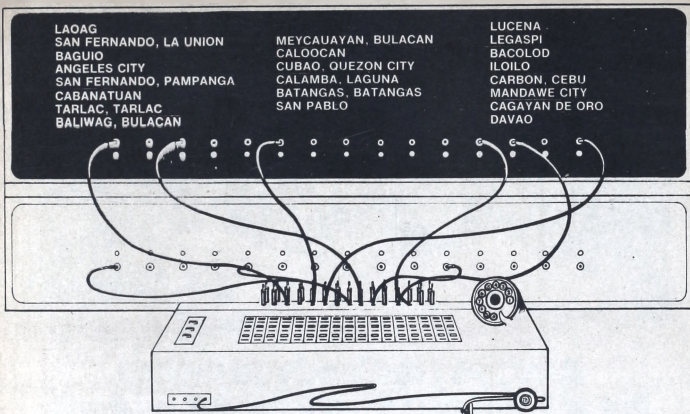 LAOAG
SAN FERNANDO, LA UNION
BAGUIO
ANGELES CITY
SAN FERNANDO, PAMPANGA
CABANATUAN
TARLAC, TARLAC
BALIWAG, BULACAN
MEYCAUAYAN, BULACAN
CALOOCAN
CUBAO, QUEZON CITY
CALAMBA, LAGUNA
BATANGAS, BATANGAS
SAN PABLO
LUCENA
LEGASPI
BACOLOD
ILOILO
CARBON, CEBU
MANDAWE CITY
CAGAYAN DE ORO
DAVAO